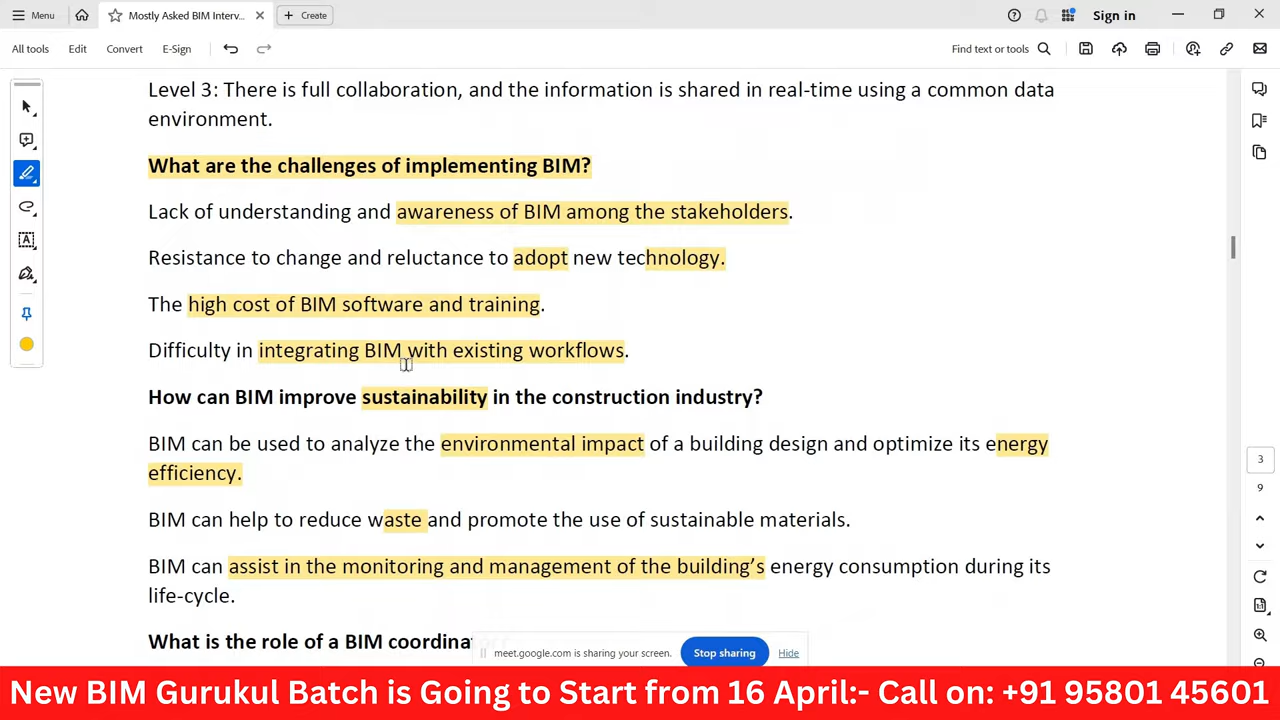 Menu
Mostly Asked BIM Interv...
Create
Sign in
All tools
Edit
Convert
E-Sign
Find text or tools
Level 3: There is full collaboration, and the information is shared in real-time using a common data
environment.
What are the challenges of implementing BIM?
Lack of understanding and awareness of BIM among the stakeholders.
Resistance to change and reluctance to adopt new technology.
The high cost of BIM software and training.
Difficulty in integrating BIM with existing workflows.
How can BIM improve sustainability in the construction industry?
BIM can be used to analyze the environmental impact of a building design and optimize its energy
efficiency.
BIM can help to reduce waste and promote the use of sustainable materials.
BIM can assist in the monitoring and management of the building’s energy consumption during its
life-cycle.
What is the role of a BIM
3
9
meet.google.com is sharing your screen.
Stop sharing
Hide
New BIM Gurukul Batch is Going to Start from 16 April:- Call on: +91 95801 45601